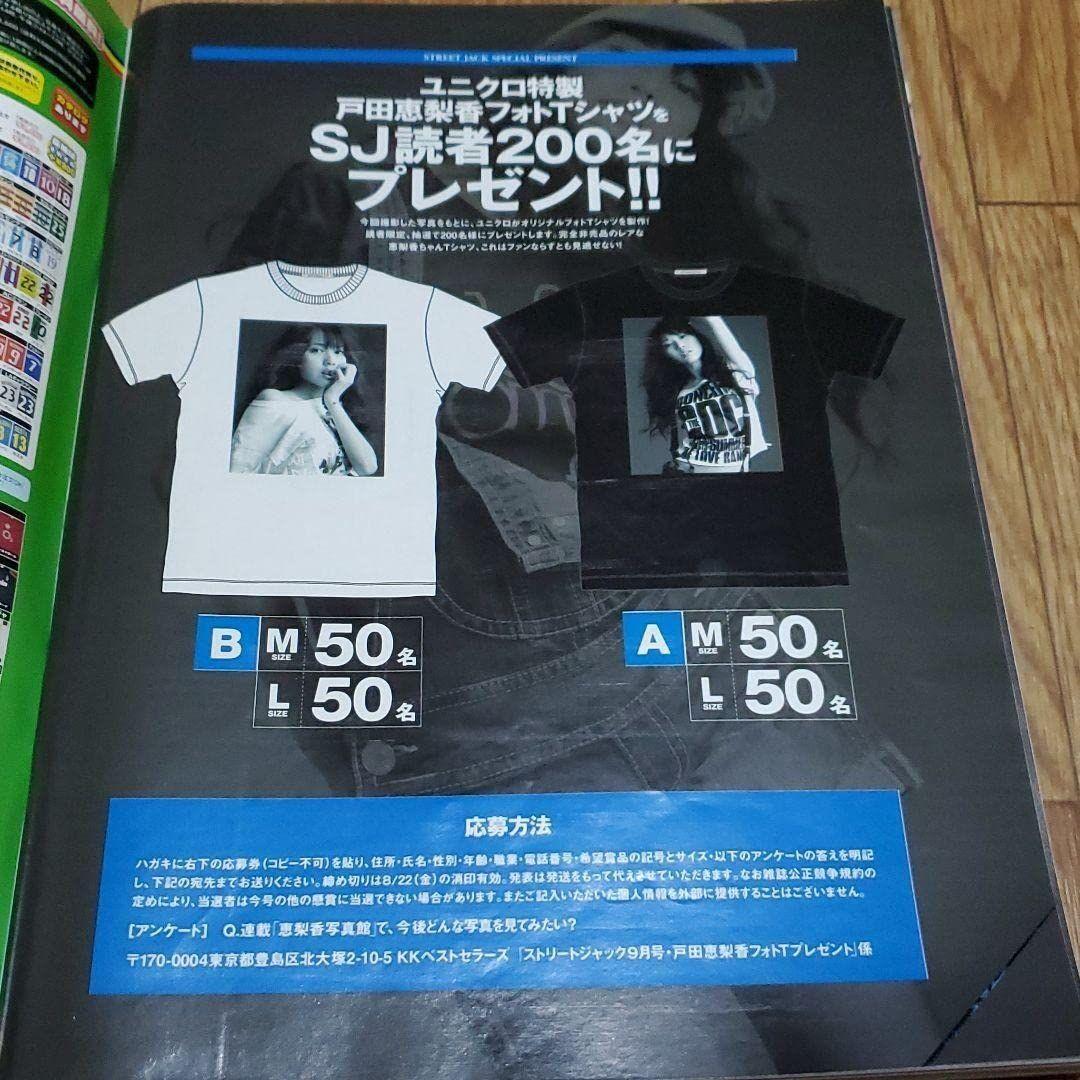 STREET JACK SPECIAL PRESENT
ユニクロ特製
戸田恵梨香フォトTシャツを
SJ読者200名に
プレゼント!!
今回撮影した写真をもとに、ユニクロがオリジナルフォトTシャツを製作!
読者限定、抽選で200名様にプレゼントします。完全非売品のレアな
恵梨香ちゃんTシャツ、これはファンならずとも見逃せない!
B M SIZE 50名
L SIZE 50名
A M SIZE 50名
L SIZE 50名
応募方法
ハガキに右下の応募券(コピー不可)を貼り、住所・氏名・性別・年齢・職業・電話番号・希望賞品の記号とサイズ・以下のアンケートの答えを明記
し、下記の宛先までお送りください。締め切りは8/22(金)の消印有効。発表は発送をもって代えさせていただきます。なお雑誌公正競争規約の
定めにより、当選者は今号の他の懸賞に当選できない場合があります。またご記入いただいた個人情報を外部に提供することはございません。
[アンケート] Q.連載「恵梨香写真館」で、今後どんな写真を見てみたい?
〒170-0004東京都豊島区北大塚2-10-5 KKベストセラーズ 「ストリートジャック9月号・戸田恵梨香フォトTプレゼント」係